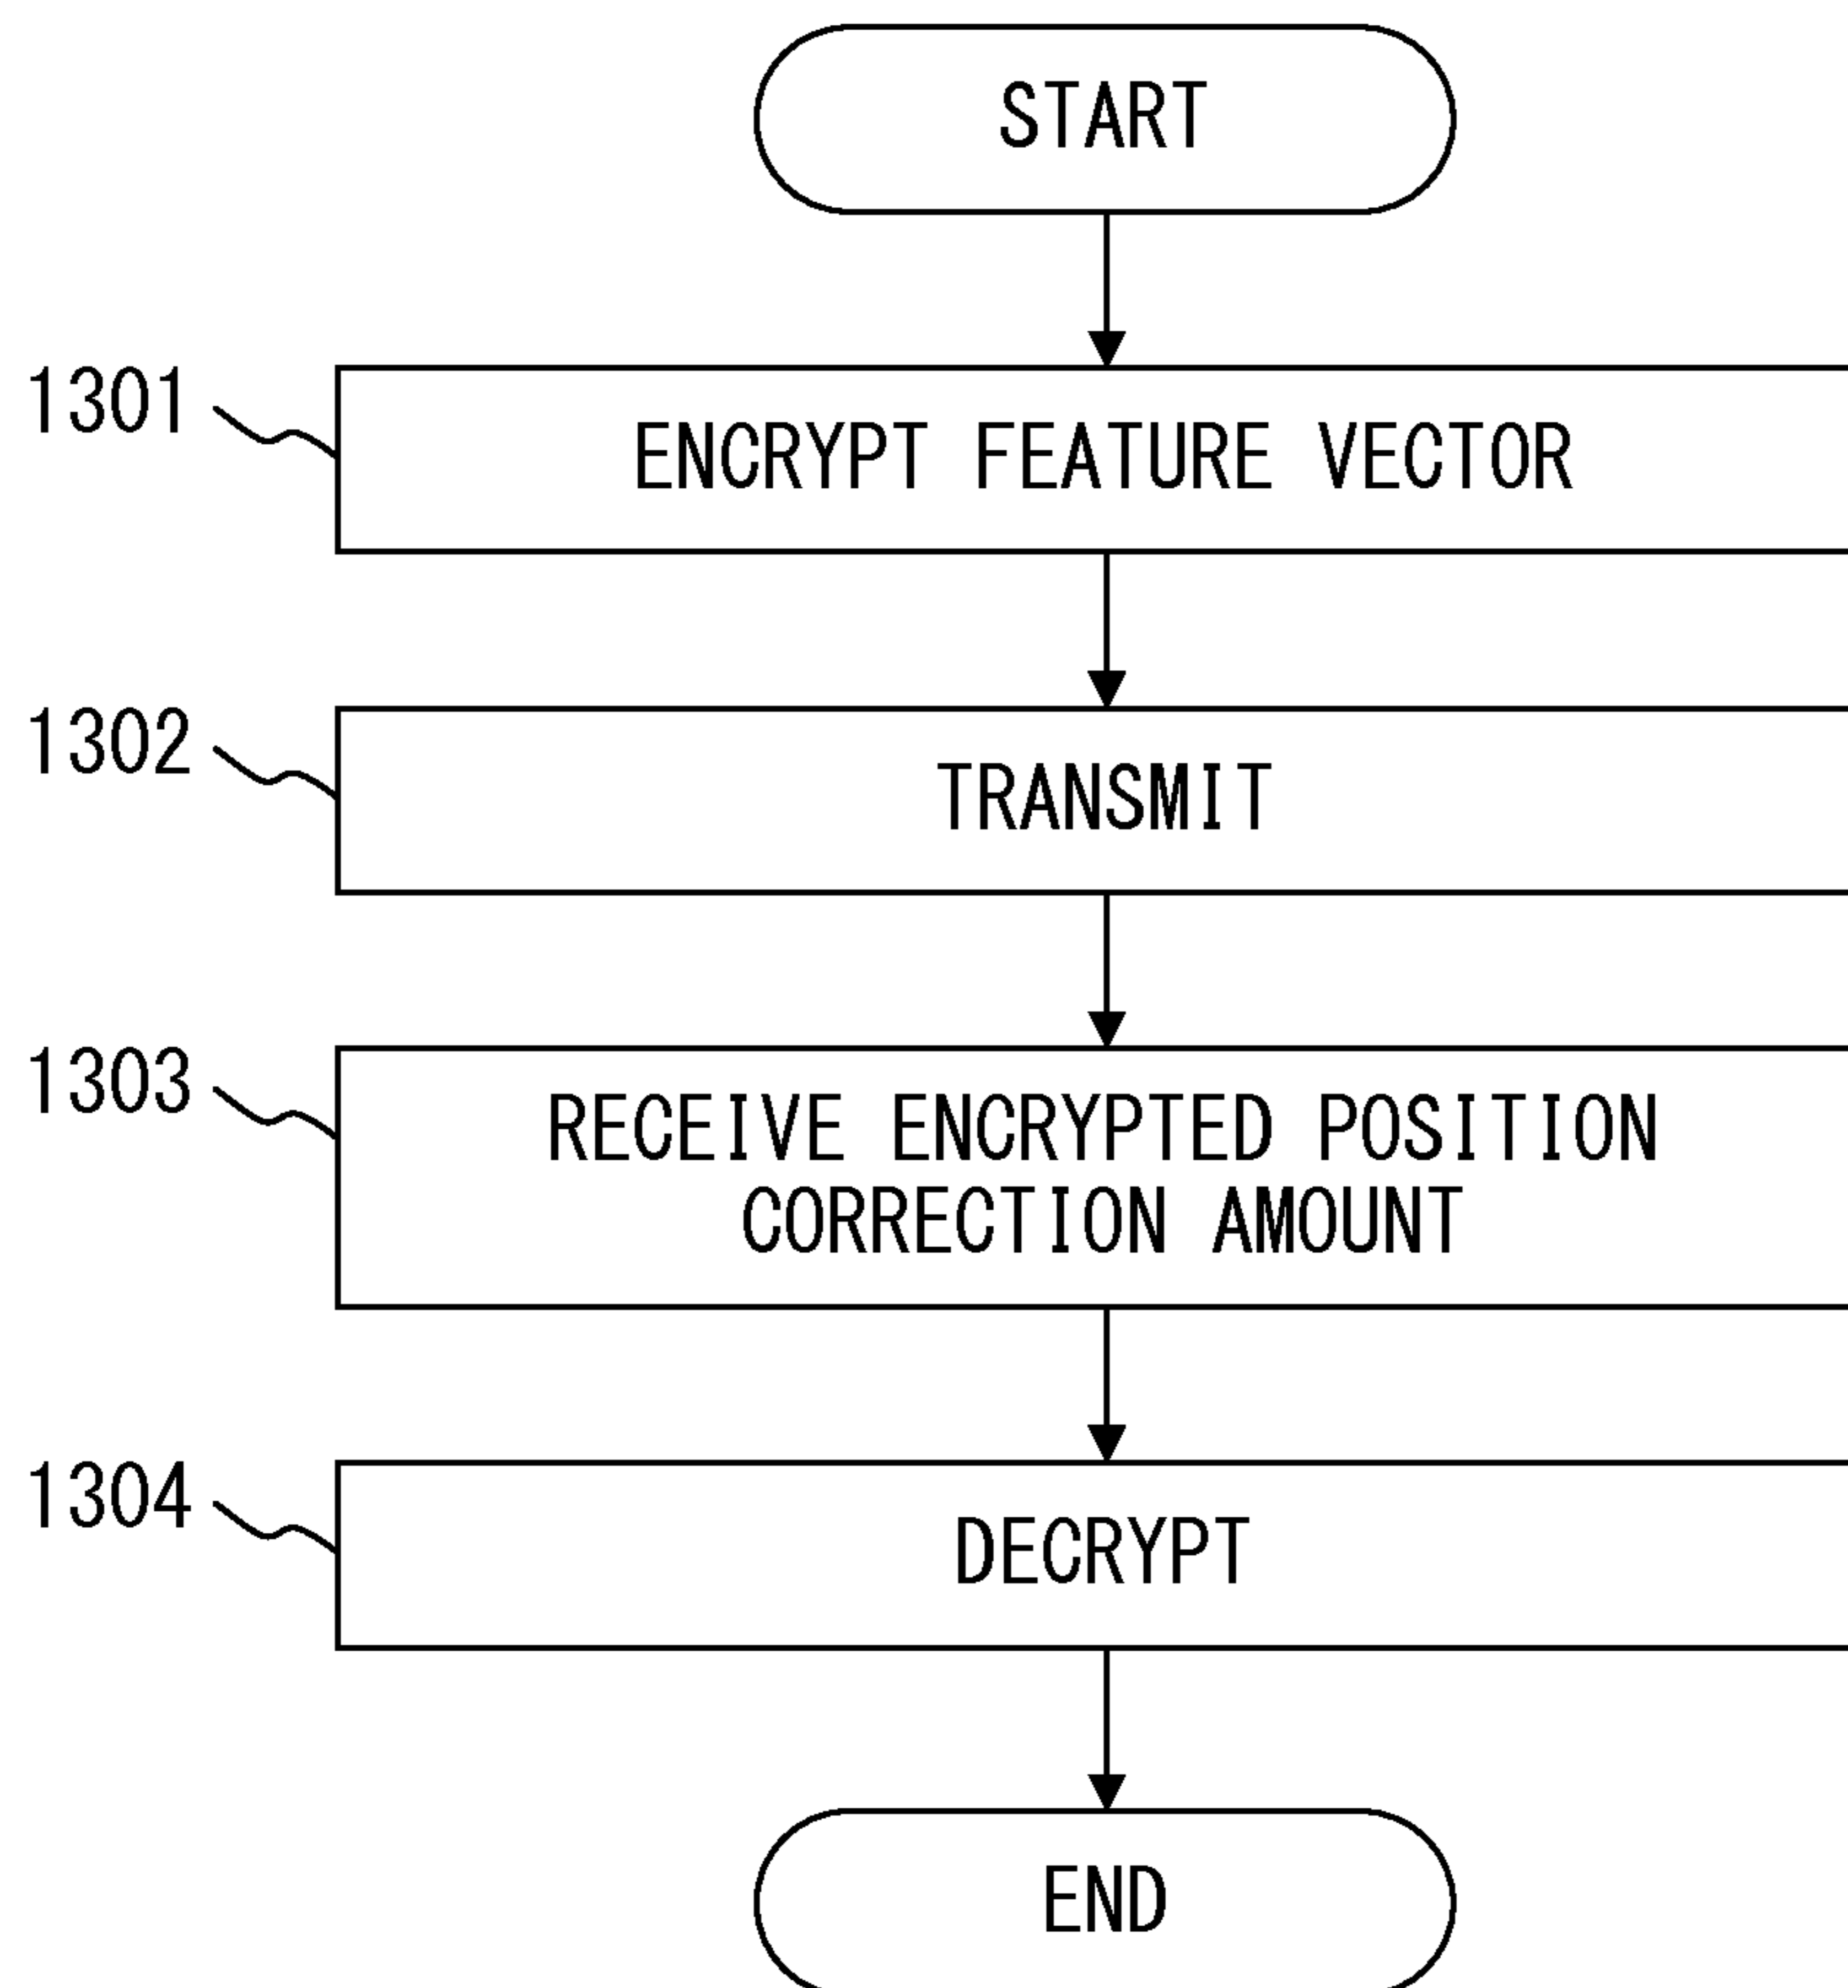 START
1301
ENCRYPT FEATURE VECTOR
1302
TRANSMIT
1303
RECEIVE ENCRYPTED POSITION
CORRECTION AMOUNT
1304
DECRYPT
END